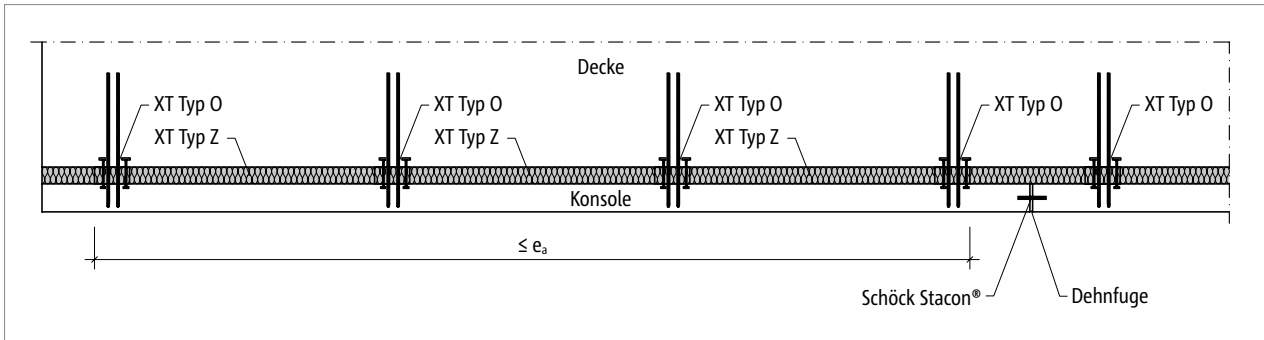 Decke
XT Typ O
XT Typ O
XT Typ O
XT Typ O
XT Typ O
XT Typ Z
XT Typ Z
XT Typ Z
Konsole
≤ eₐ
Schöck Stacon®
Dehnfuge